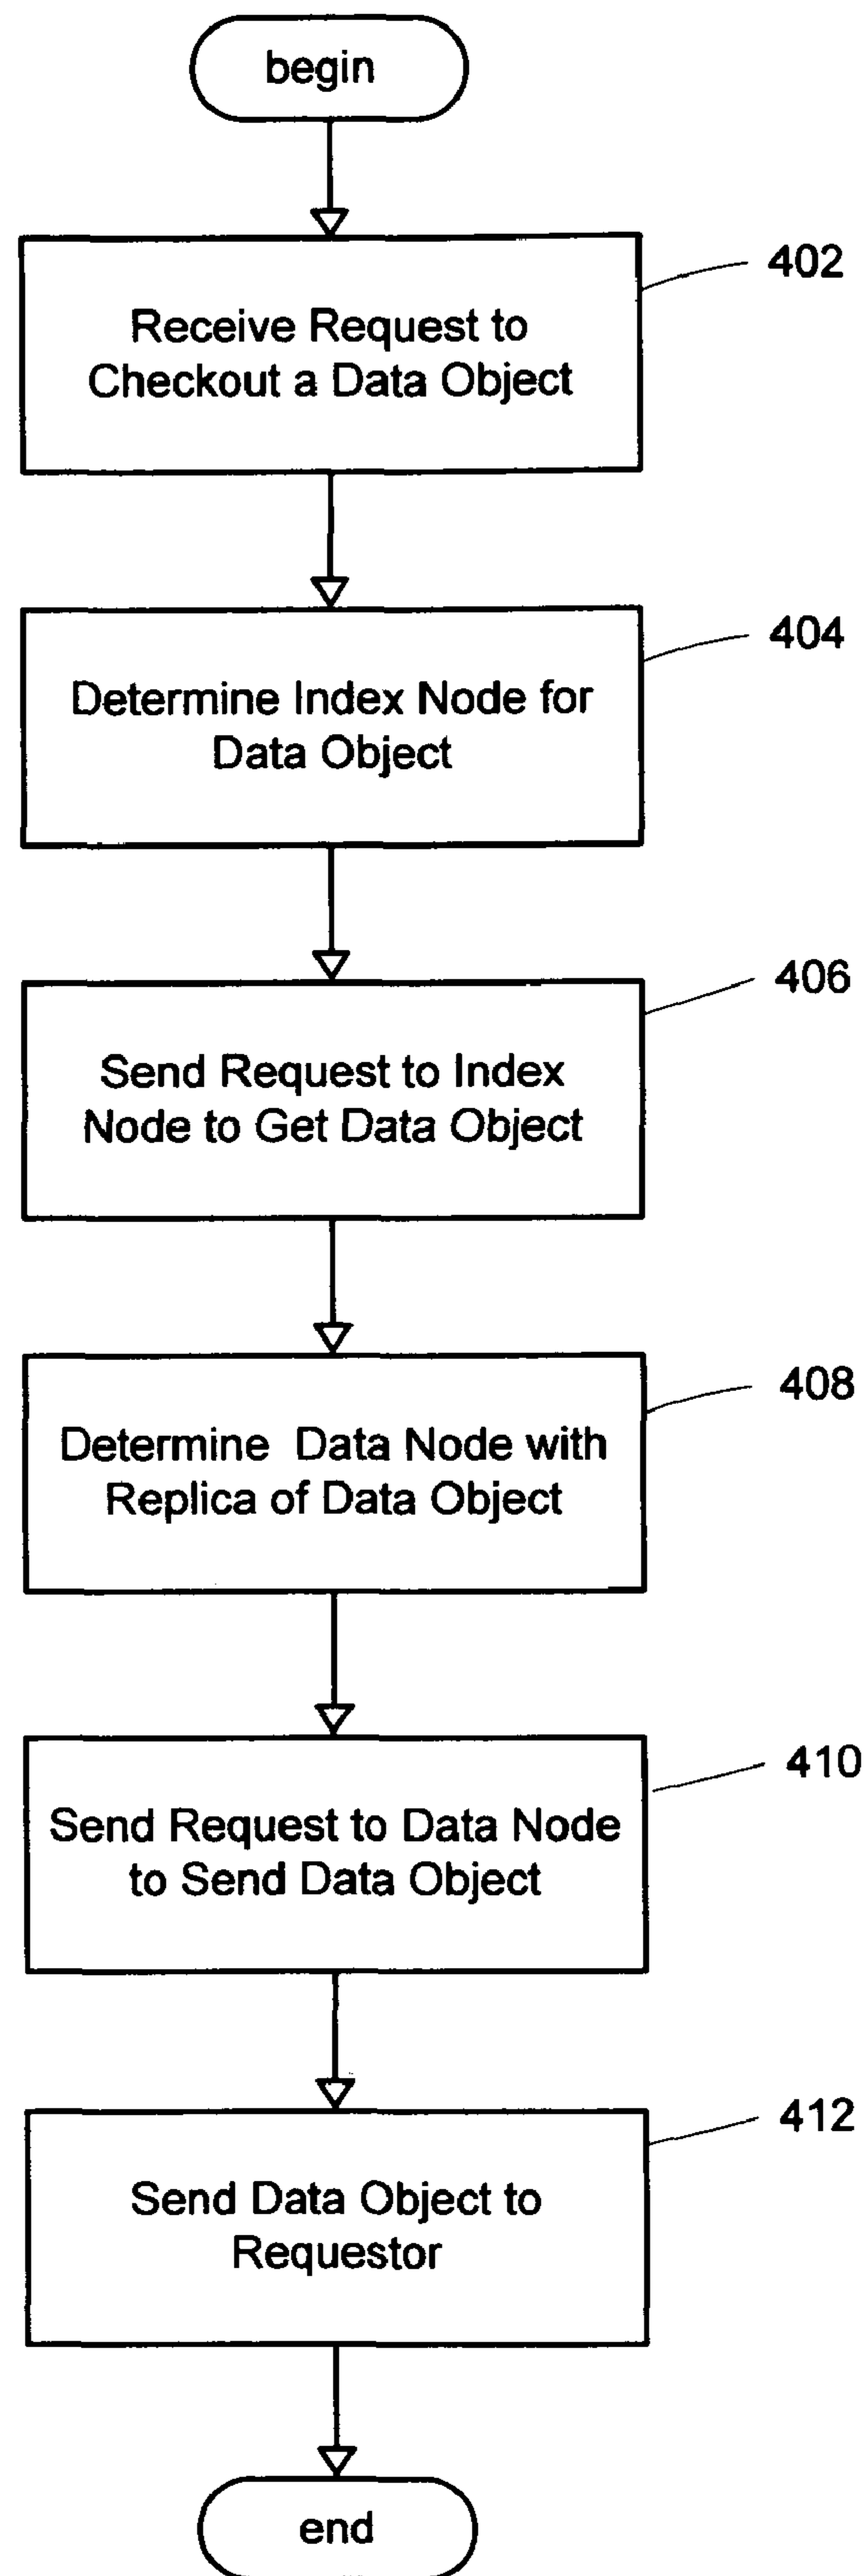 begin
402
Receive Request to
Checkout a Data Object
404
Determine Index Node for
Data Object
406
Send Request to Index
Node to Get Data Object
408
Determine Data Node with
Replica of Data Object
410
Send Request to Data Node
to Send Data Object
412
Send Data Object to
Requestor
end